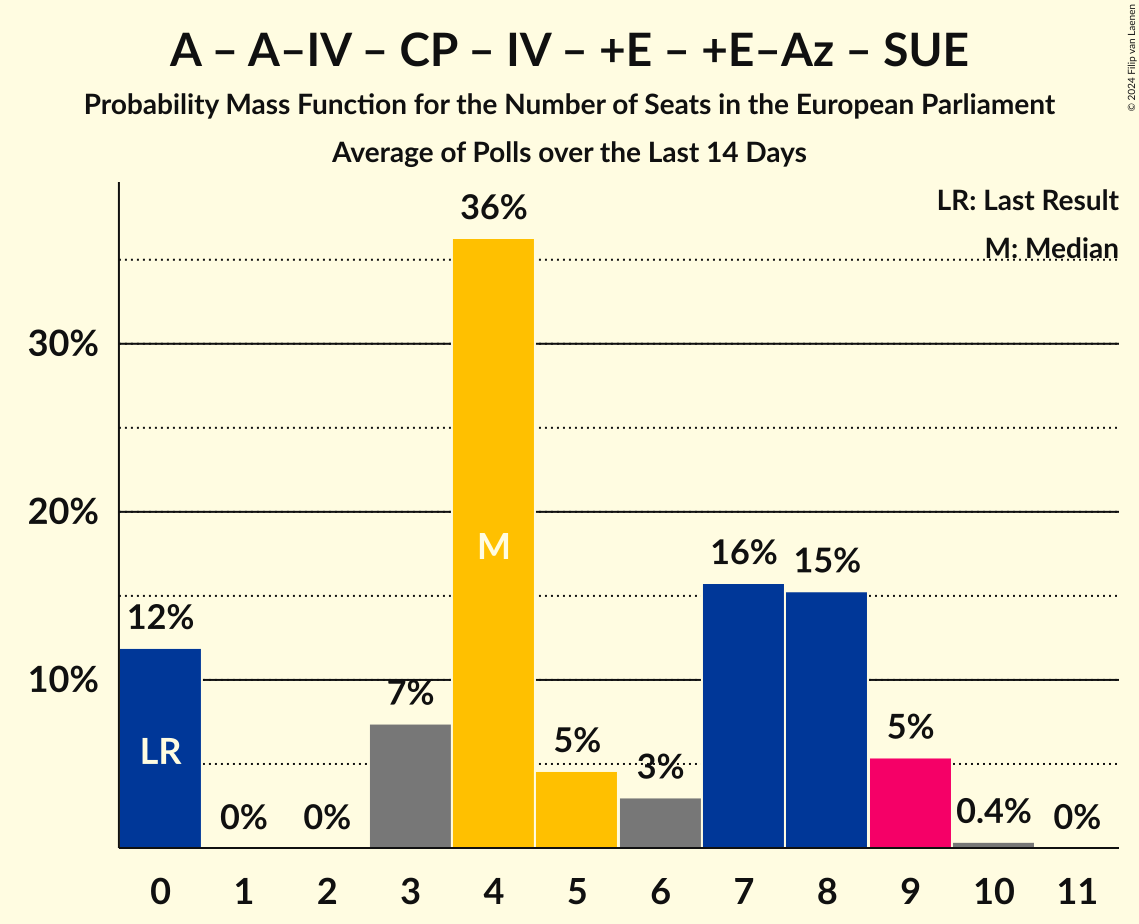 A – A–IV – CP – IV – +E – +E–Az – SUE
Probability Mass Function for the Number of Seats in the European Parliament
Average of Polls over the Last 14 Days
© 2024 Filip van Laenen
LR: Last Result
M: Median
36%
30%
20%
M
16%
15%
12%
10%
7%
LR
5%
3%
5%
0%
0%
0.4%
0%
0 1 2 3 4 5 6 7 8 9 10 11